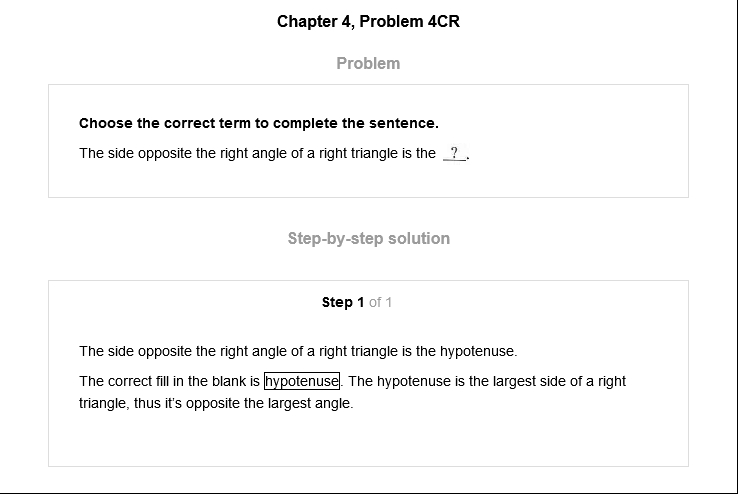 Chapter 4, Problem 4CR
Problem
Choose the correct term to complete the sentence.
The side opposite the right angle of a right triangle is the ?.
Step-by-step solution
Step 1 of 1
The side opposite the right angle of a right triangle is the hypotenuse.
The correct fill in the blank is hypotenuse. The hypotenuse is the largest side of a right
triangle, thus it's opposite the largest angle.